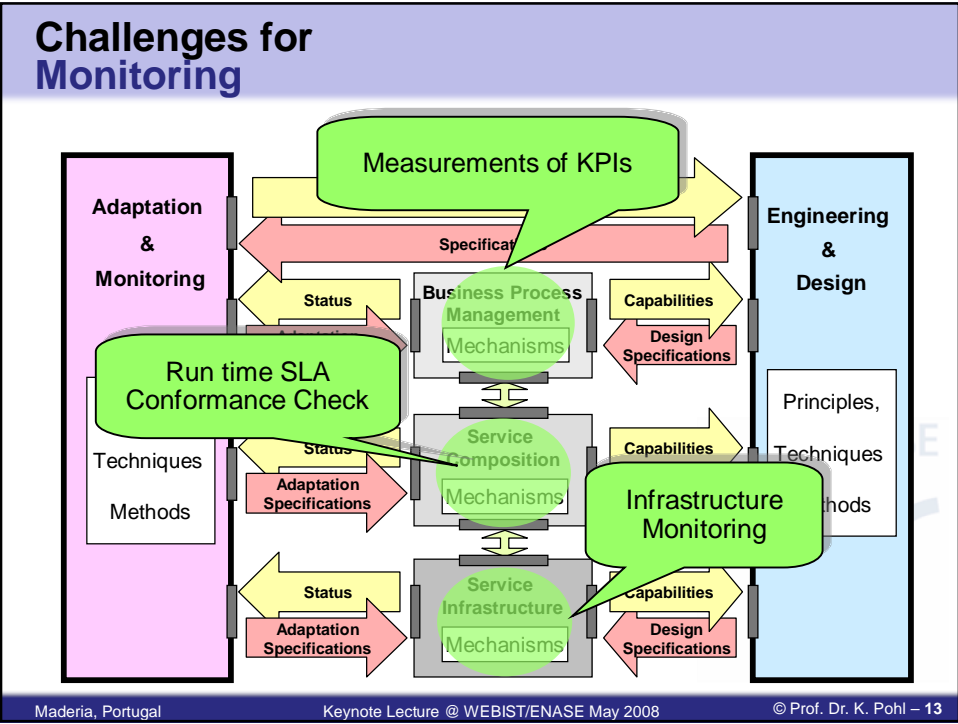 Challenges for
Monitoring
Measurements of KPIs
Adaptation
&
Monitoring
Engineering
&
Design
Status
Business Process
Management
Mechanisms
Capabilities
Design
Specifications
Run time SLA
Conformance Check
Techniques
Methods
Status
Adaptation
Specifications
Service
Composition
Mechanisms
Capabilities
Principles,
Techniques
Infrastructure
Monitoring
Status
Adaptation
Specifications
Service
Infrastructure
Mechanisms
Capabilities
Design
Specifications
Maderia, Portugal
Keynote Lecture @ WEBIST/ENASE May 2008
© Prof. Dr. K. Pohl – 13